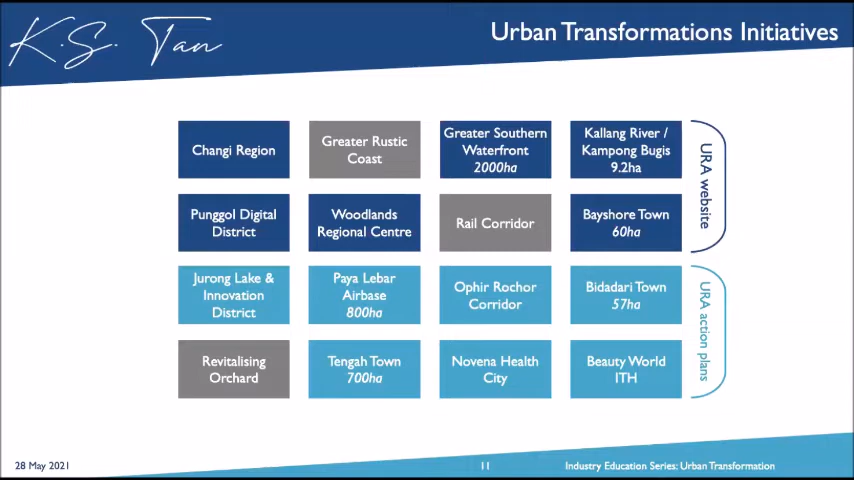 K.S. Tan
Urban Transformations Initiatives
Changi Region
Greater Rustic
Coast
Greater Southern
Waterfront
2000ha
Kallang River /
Kampong Bugis
9.2ha
URA website
Punggol Digital
District
Woodlands
Regional Centre
Rail Corridor
Bayshore Town
60ha
Jurong Lake &
Innovation
District
Paya Lebar
Airbase
800ha
Ophir Rochor
Corridor
Bidadari Town
57ha
URA action plans
Revitalising
Orchard
Tengah Town
700ha
Novena Health
City
Beauty World
ITH
28 May 2021
11
Industry Education Series: Urban Transformation